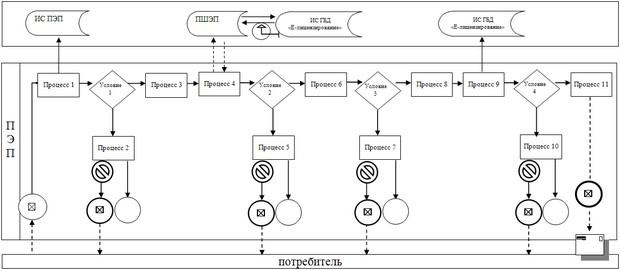 ИС ПЭП
ПШЭП
ИС ГБД
«Е-лицензирование»
ИС ГБД
«Е-лицензирование»
П
Э
П
Процесс 1
Условие
1
Процесс 3
Процесс 4
Условие
2
Процесс 6
Условие
3
Процесс 8
Процесс 9
Условие
4
Процесс 11
Процесс 2
Процесс 5
Процесс 7
Процесс 10
потребитель